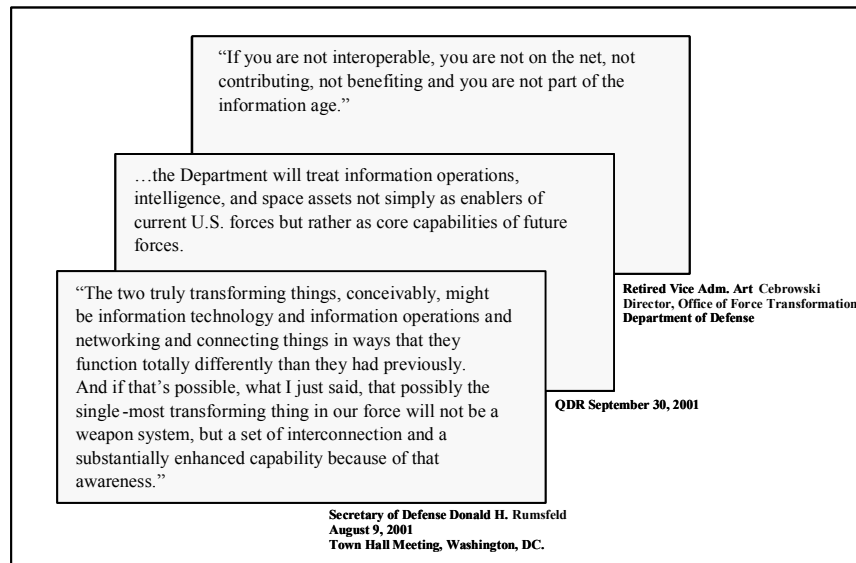 “If you are not interoperable, you are not on the net, not
contributing, not benefiting and you are not part of the
information age.”
…the Department will treat information operations,
intelligence, and space assets not simply as enablers of
current U.S. forces but rather as core capabilities of future
forces.
Retired Vice Adm. Art Cebrowski
Director, Office of Force Transformation
Department of Defense
“The two truly transforming things, conceivably, might
be information technology and information operations and
networking and connecting things in ways that they
function totally differently than they had previously.
And if that’s possible, what I just said, that possibly the
single-most transforming thing in our force will not be a
weapon system, but a set of interconnection and a
substantially enhanced capability because of that
awareness.”
QDR September 30, 2001
Secretary of Defense Donald H. Rumsfeld
August 9, 2001
Town Hall Meeting, Washington, DC.